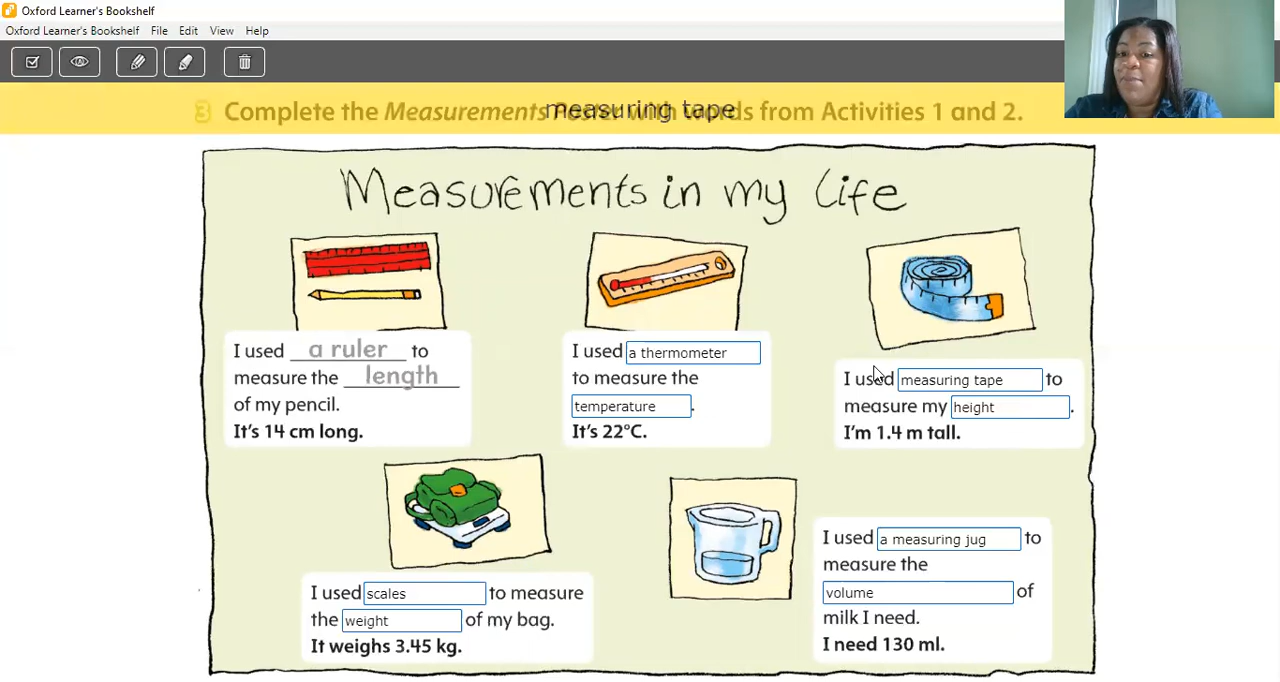 Oxford Learner's Bookshelf
Oxford Learner's Bookshelf File Edit View Help
3 Complete the Measurements Poster with words from Activities 1 and 2.
measuring tape
Measurements in my life
I used a ruler to
measure the length
of my pencil.
It's 14 cm long.
I used a thermometer
to measure the
temperature.
It's 22°C.
I used measuring tape to
measure my height.
I'm 1.4 m tall.
I used scales to measure
the weight of my bag.
It weighs 3.45 kg.
I used a measuring jug to
measure the
volume of
milk I need.
I need 130 ml.